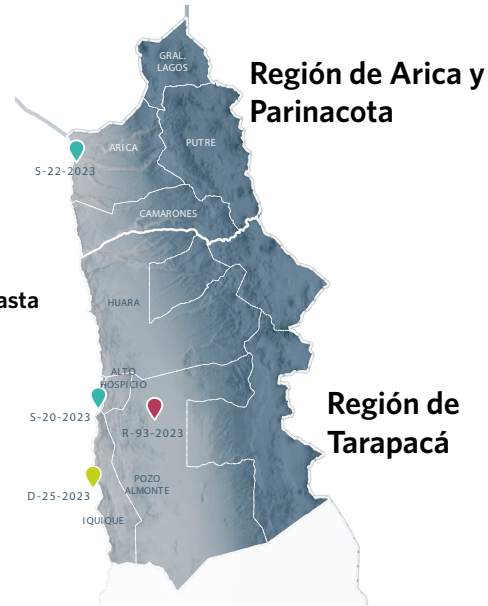 GRAL.
LAGOS
Región de Arica y
Parinacota
ARICA
PUTRE
S-22-2023
CAMARONES
asta
HUARA
ALTO
HOSPICIO
S-20-2023
R-93-2023
Región de
Tarapacá
POZO
ALMONTE
D-25-2023
IQUIQUE